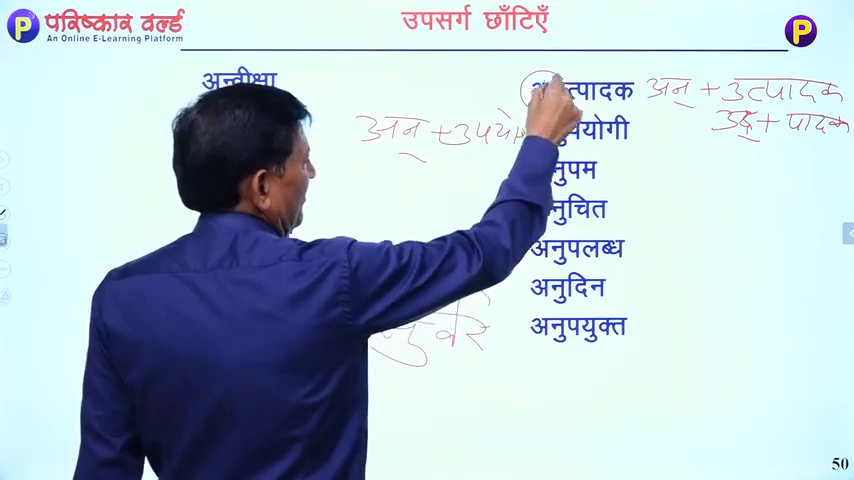 परिष्कार वर्ल्ड
An Online E-Learning Platform
उपसर्ग छाँटिएँ
P
P
अन्वीक्षा
त्पादक अन् + उत्पादक
उद् + पादक
अन् + उपयो
पयोगी
नुपम
नुचित
अनुपलब्ध
अनुदिन
अनुपयुक्त
50